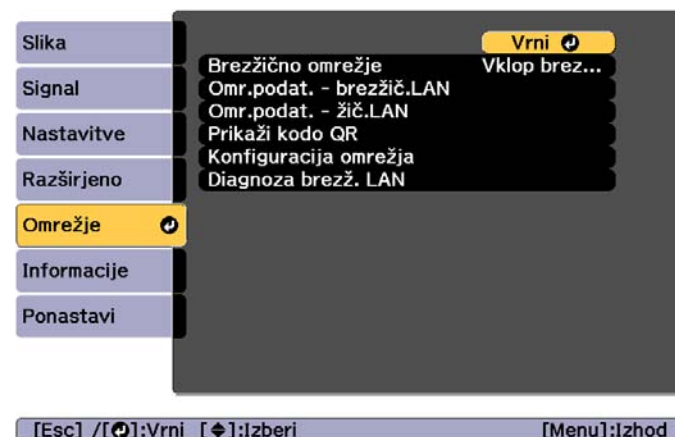 Slika
Signal
Nastavitve
Razširjeno
Omrežje
Informacije
Ponastavi
Vrni
Brezžično omrežje Vklop brez...
Omr.podat. - brezžič.LAN
Omr.podat. - žič.LAN
Prikaži kodo QR
Konfiguracija omrežja
Diagnoza brezž. LAN
[Esc] /[⏎]:Vrni [◆]:Izberi [Menu]:Izhod